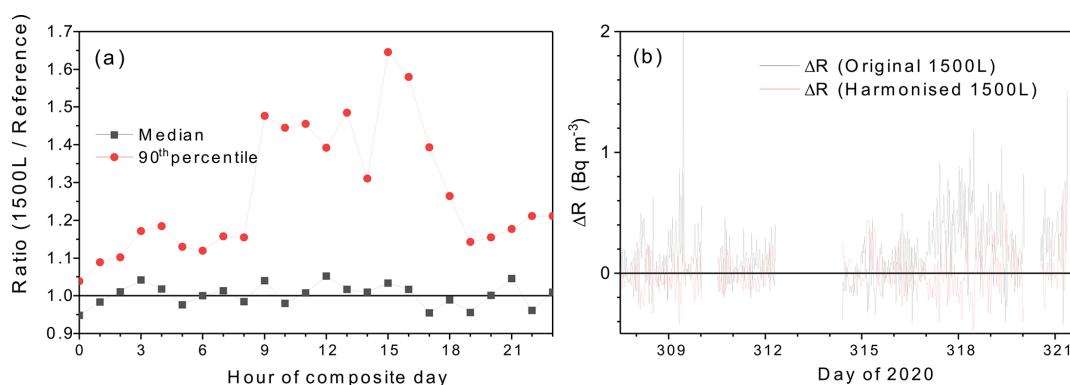 (a)
Ratio (1500L / Reference)
1.7
1.6
1.5
1.4
1.3
1.2
1.1
1.0
0.9
Median
90th percentile
0 3 6 9 12 15 18 21
Hour of composite day
(b)
ΔR (Bq m-3)
2
0
ΔR (Original 1500L)
ΔR (Harmonised 1500L)
309 312 315 318 321
Day of 2020